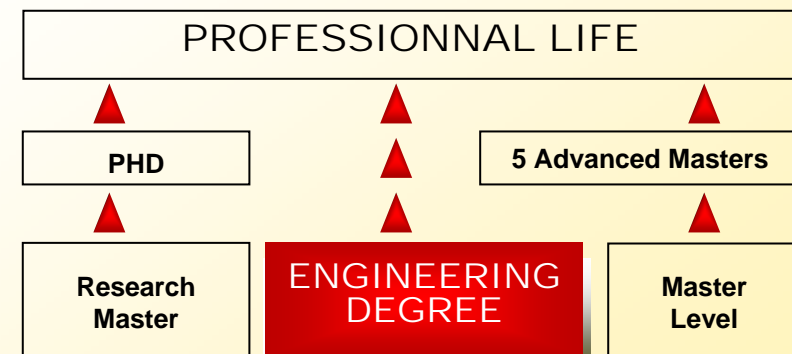 PROFESSIONNAL LIFE
PHD
5 Advanced Masters
Research
Master
ENGINEERING
DEGREE
Master
Level